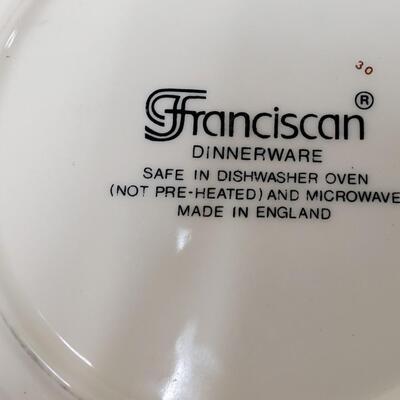 30
Franciscan ®
DINNERWARE
SAFE IN DISHWASHER OVEN
(NOT PRE-HEATED) AND MICROWAVE
MADE IN ENGLAND